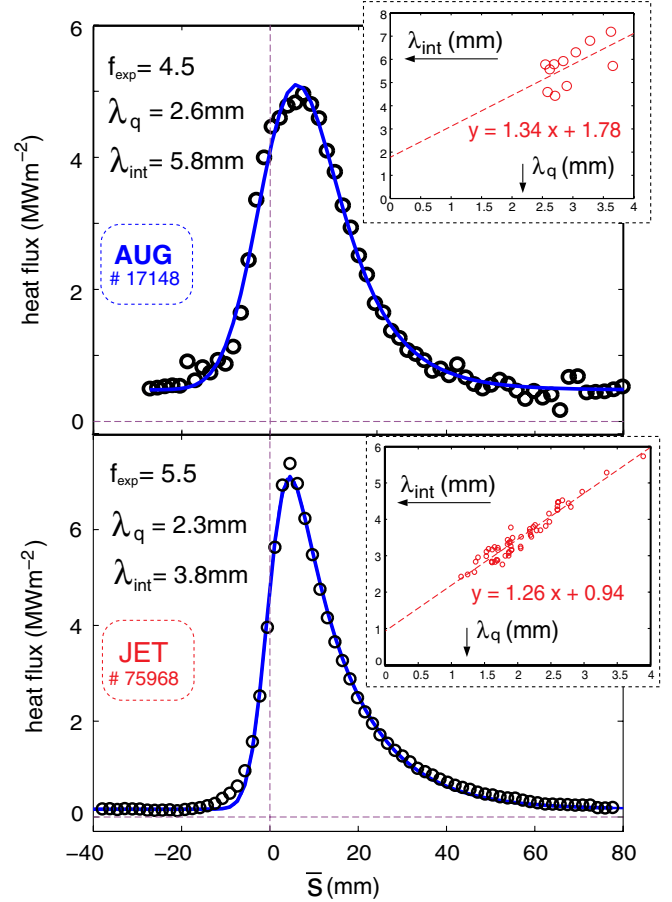 f_exp = 4.5
λ_q = 2.6mm
λ_int = 5.8mm
AUG
# 17148
heat flux (MWm⁻²)
6
4
2
0
λ_int (mm)
y = 1.34 x + 1.78
λ_q (mm)
8
7
6
5
4
3
2
1
0
0 0.5 1 1.5 2 2.5 3 3.5 4
f_exp = 5.5
λ_q = 2.3mm
λ_int = 3.8mm
JET
# 75968
heat flux (MWm⁻²)
6
4
2
0
λ_int (mm)
y = 1.26 x + 0.94
λ_q (mm)
6
5
4
3
2
1
0
0 0.5 1 1.5 2 2.5 3 3.5 4
−40 −20 0 20 40 60 80
s̅ (mm)